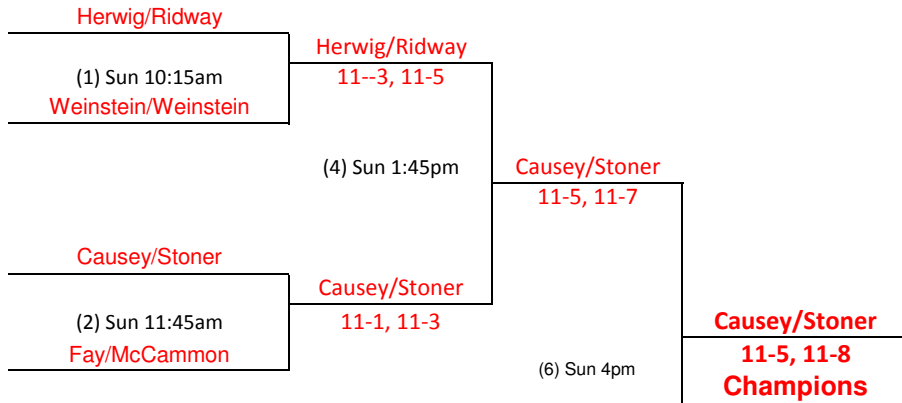 Herwig/Ridway
(1) Sun 10:15am
Weinstein/Weinstein
Herwig/Ridway
11--3, 11-5
(4) Sun 1:45pm
Causey/Stoner
11-5, 11-7
Causey/Stoner
(2) Sun 11:45am
Fay/McCammon
Causey/Stoner
11-1, 11-3
(6) Sun 4pm
Causey/Stoner
11-5, 11-8
Champions